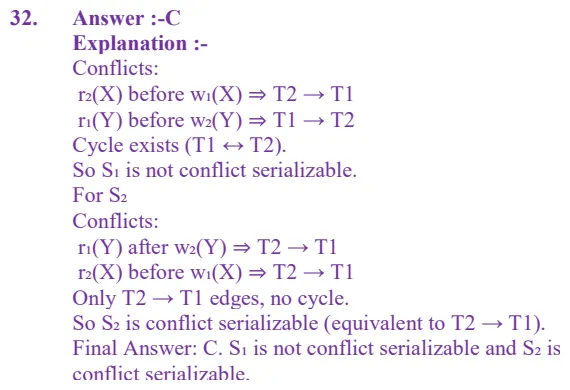 32. Answer :-C
Explanation :-
Conflicts:
r₂(X) before w₁(X) ⇒ T2 → T1
r₁(Y) before w₂(Y) ⇒ T1 → T2
Cycle exists (T1 ↔ T2).
So S₁ is not conflict serializable.
For S₂
Conflicts:
r₁(Y) after w₂(Y) ⇒ T2 → T1
r₂(X) before w₁(X) ⇒ T2 → T1
Only T2 → T1 edges, no cycle.
So S₂ is conflict serializable (equivalent to T2 → T1).
Final Answer: C. S₁ is not conflict serializable and S₂ is
conflict serializable.